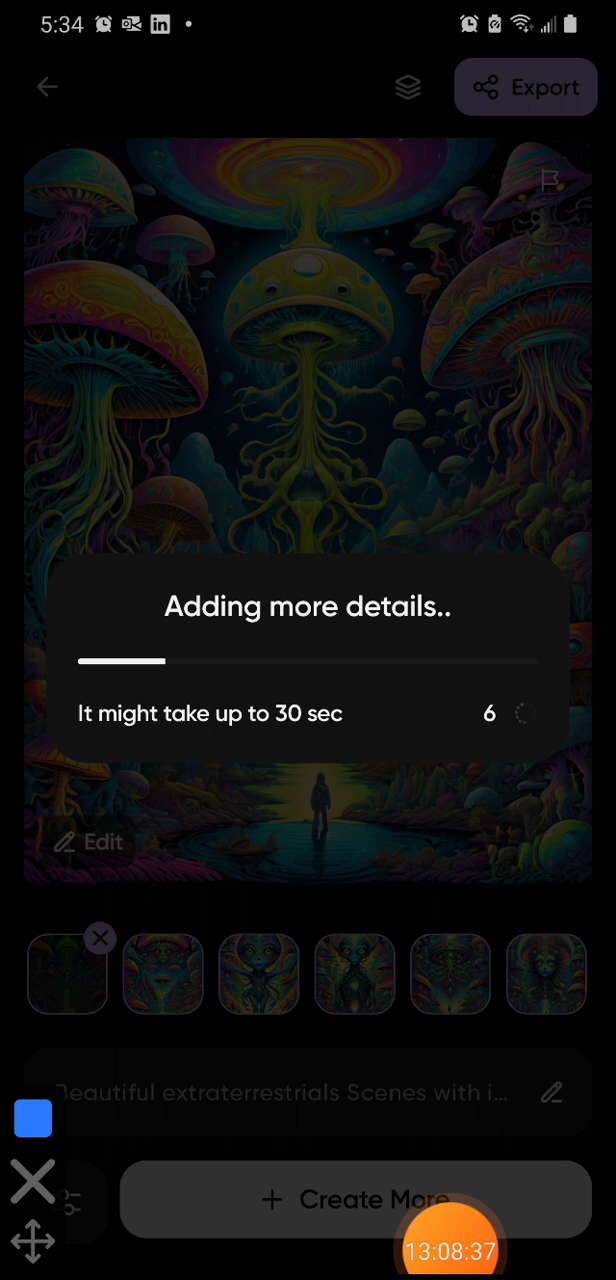 5:34
Export
Adding more details..
It might take up to 30 sec
6
Edit
Beautiful extraterrestrials Scenes with i...
+ Create More
13:08:37